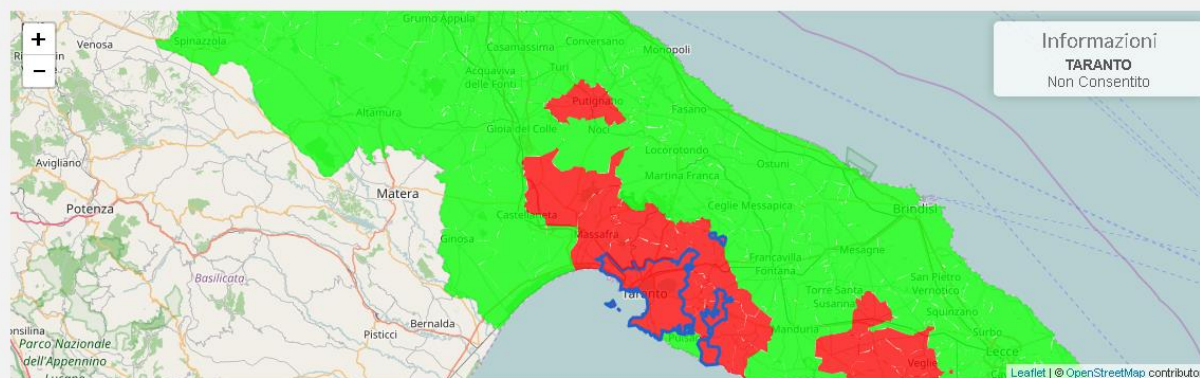 +
−
Informazioni
TARANTO
Non Consentito
Grumo Appula
Spinazzola
Venosa
Casamassima
Conversano
Monopoli
Turi
Acquaviva
delle Fonti
Putignano
Altamura
Fasano
Gioia del Colle
Noci
Locorotondo
Avigliano
Ostuni
Martina Franca
Matera
Potenza
Ceglie Messapica
Brindisi
Castellaneta
Massafra
Ginosa
Mesagne
Francavilla
Fontana
Basilicata
San Pietro
Vernotico
Taranto
Torre Santa
Susanna
Squinzano
Bernalda
Pisticci
Manduria
Surbo
Lecce
Parco Nazionale
dell'Appennino
Veglie
Leaflet | © OpenStreetMap contributo